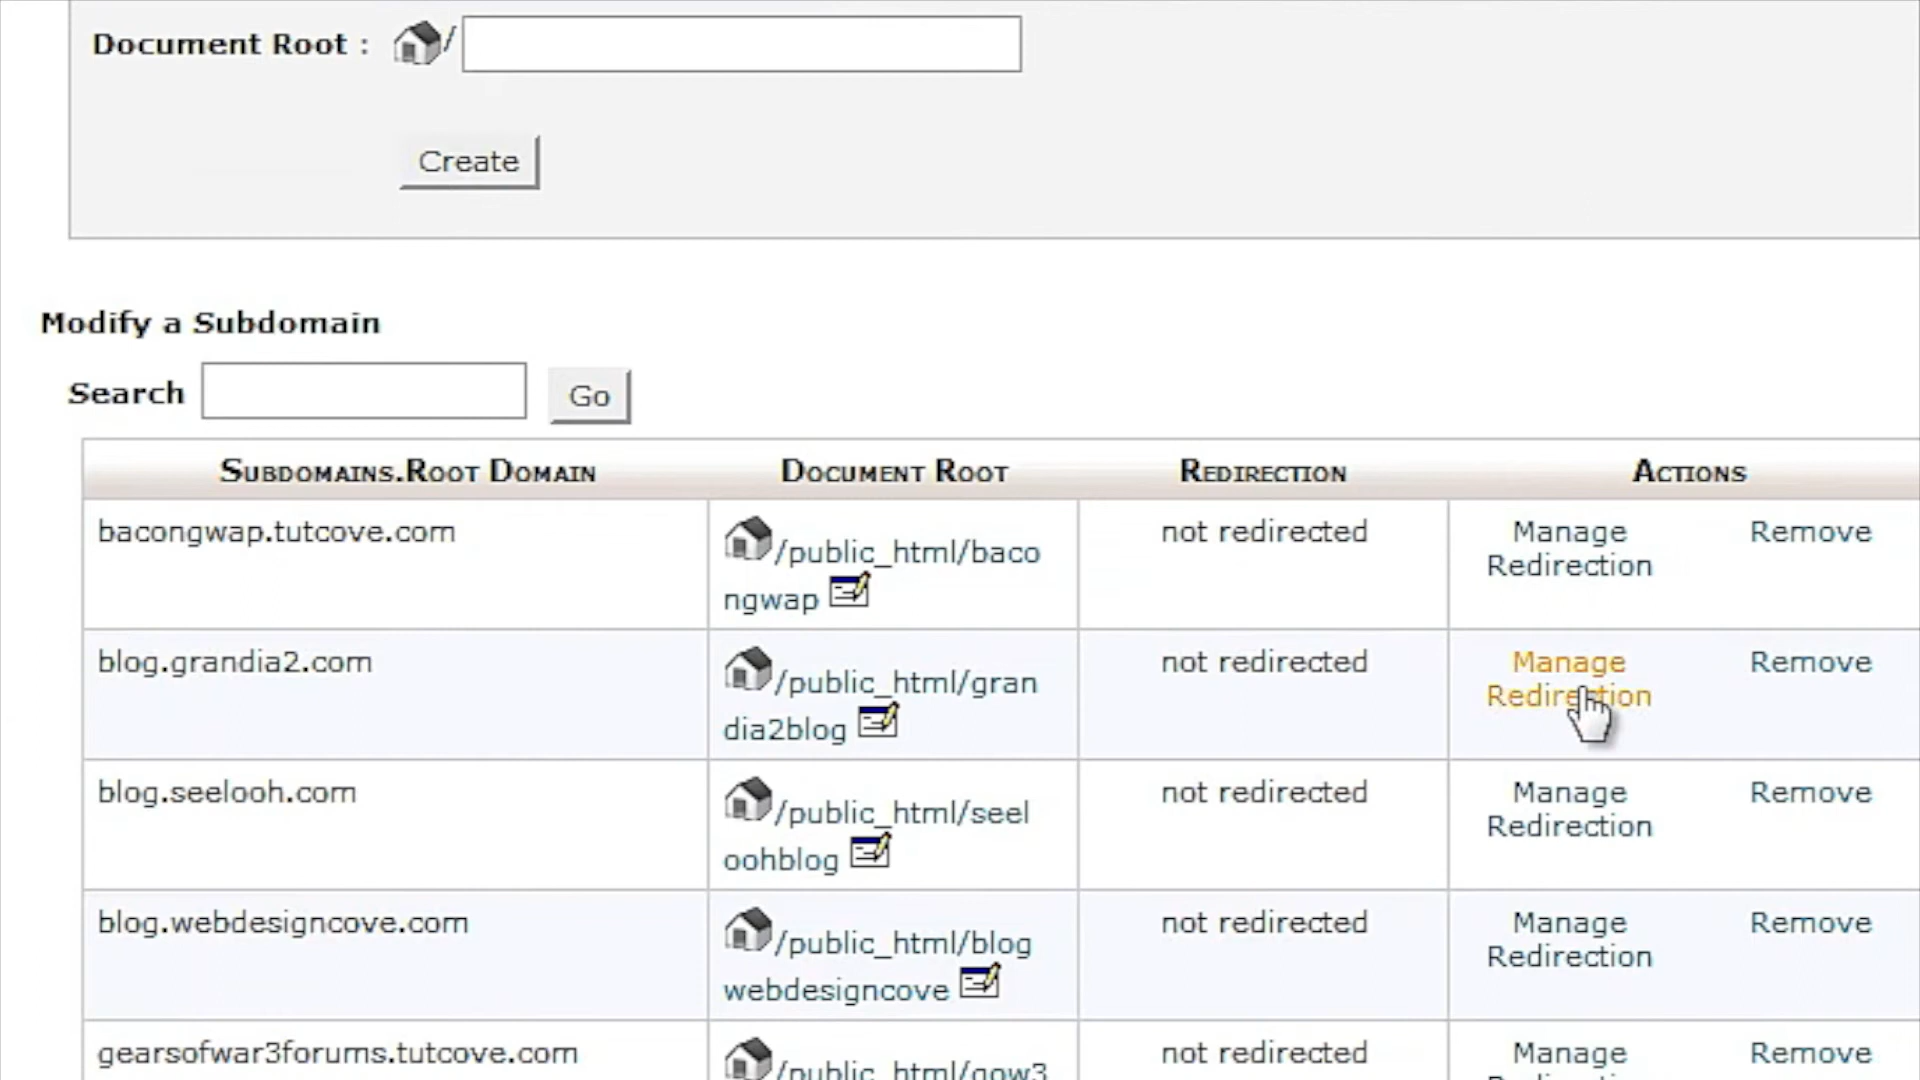 Document Root : /
Create
Modify a Subdomain
Search Go
Subdomains.Root Domain Document Root Redirection Actions
bacongwap.tutcove.com /public_html/baco not redirected Manage Remove
ngwap Redirection
blog.grandia2.com /public_html/gran not redirected Manage Remove
dia2blog Redirection
blog.seelooh.com /public_html/seel not redirected Manage Remove
oohblog Redirection
blog.webdesigncove.com /public_html/blog not redirected Manage Remove
webdesigncove Redirection
gearsofwar3forums.tutcove.com /public_html/gow3 not redirected Manage Remove